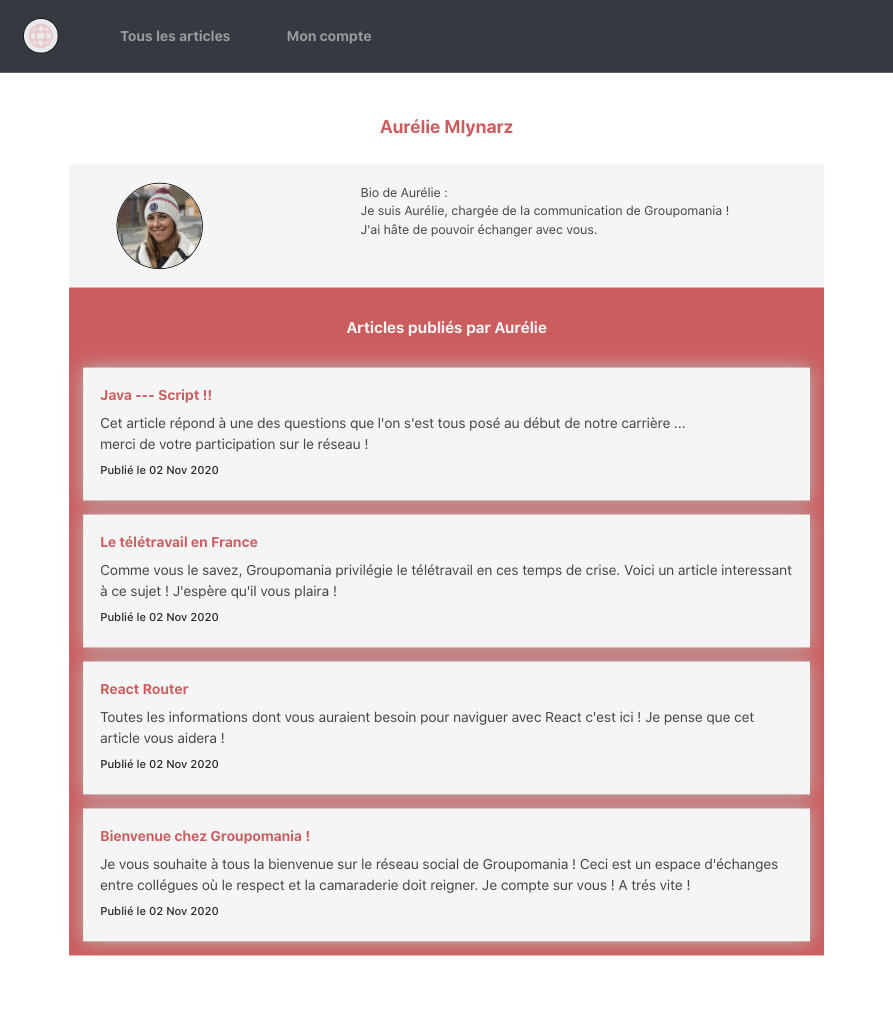 Tous les articles
Mon compte
Aurélie Mlynarz
Bio de Aurélie :
Je suis Aurélie, chargée de la communication de Groupomania !
J'ai hâte de pouvoir échanger avec vous.
Articles publiés par Aurélie
Java --- Script !!
Cet article répond à une des questions que l'on s'est tous posé au début de notre carrière ...
merci de votre participation sur le réseau !
Publié le 02 Nov 2020
Le télétravail en France
Comme vous le savez, Groupomania privilégie le télétravail en ces temps de crise. Voici un article interessant
à ce sujet ! J'espère qu'il vous plaira !
Publié le 02 Nov 2020
React Router
Toutes les informations dont vous auraient besoin pour naviguer avec React c'est ici ! Je pense que cet
article vous aidera !
Publié le 02 Nov 2020
Bienvenue chez Groupomania !
Je vous souhaite à tous la bienvenue sur le réseau social de Groupomania ! Ceci est un espace d'échanges
entre collégues où le respect et la camaraderie doit reigner. Je compte sur vous ! A trés vite !
Publié le 02 Nov 2020